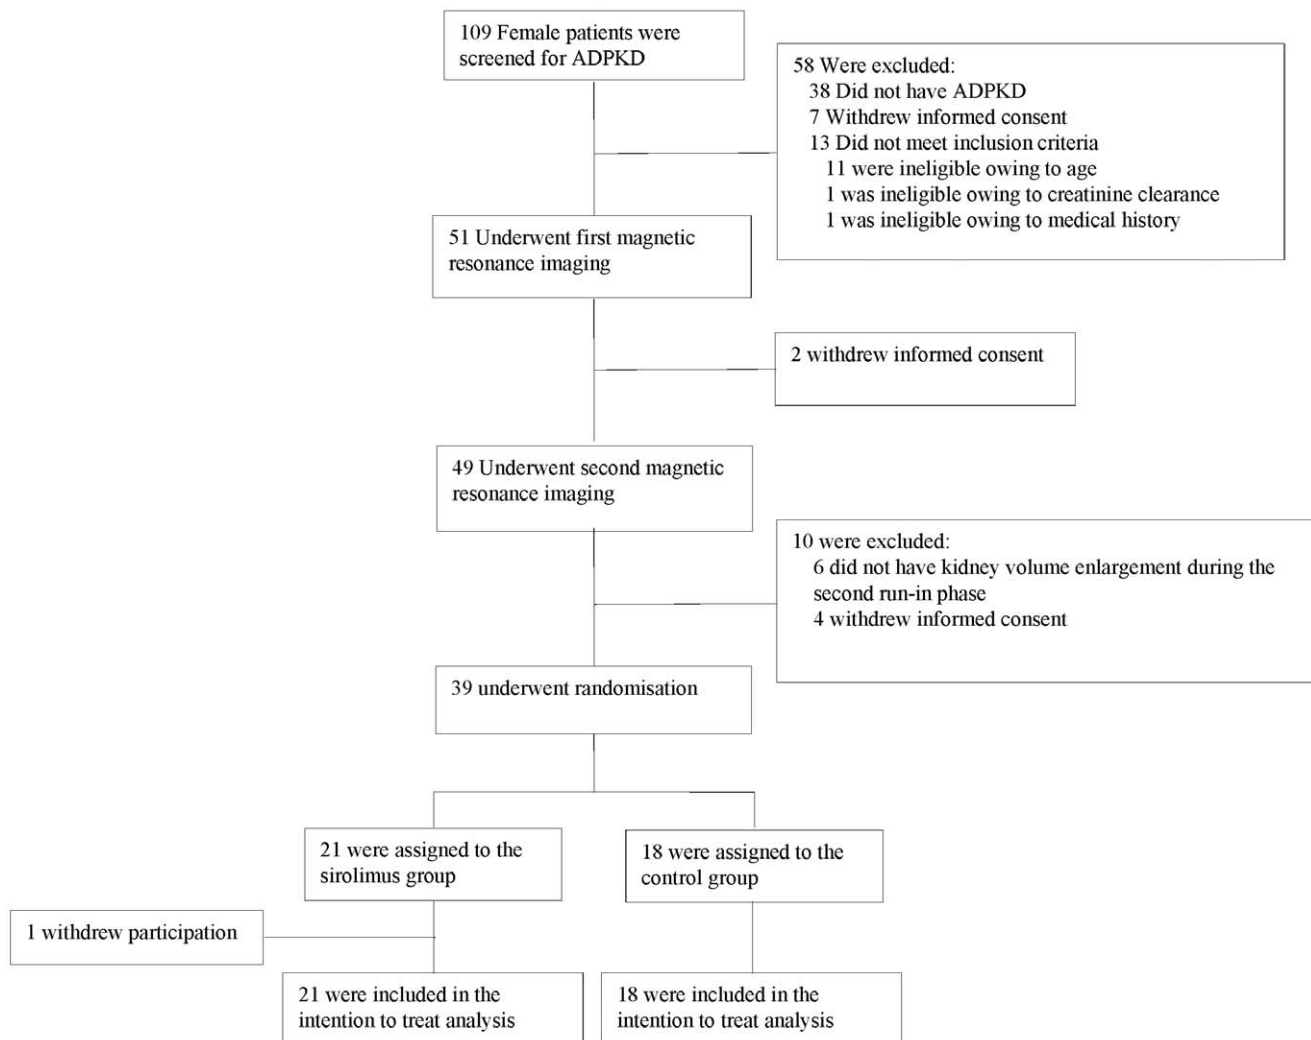 109 Female patients were
screened for ADPKD
58 Were excluded:
38 Did not have ADPKD
7 Withdrew informed consent
13 Did not meet inclusion criteria
11 were ineligible owing to age
1 was ineligible owing to creatinine clearance
1 was ineligible owing to medical history
51 Underwent first magnetic
resonance imaging
2 withdrew informed consent
49 Underwent second magnetic
resonance imaging
10 were excluded:
6 did not have kidney volume enlargement during the
second run-in phase
4 withdrew informed consent
39 underwent randomisation
21 were assigned to the
sirolimus group
18 were assigned to the
control group
1 withdrew participation
21 were included in the
intention to treat analysis
18 were included in the
intention to treat analysis